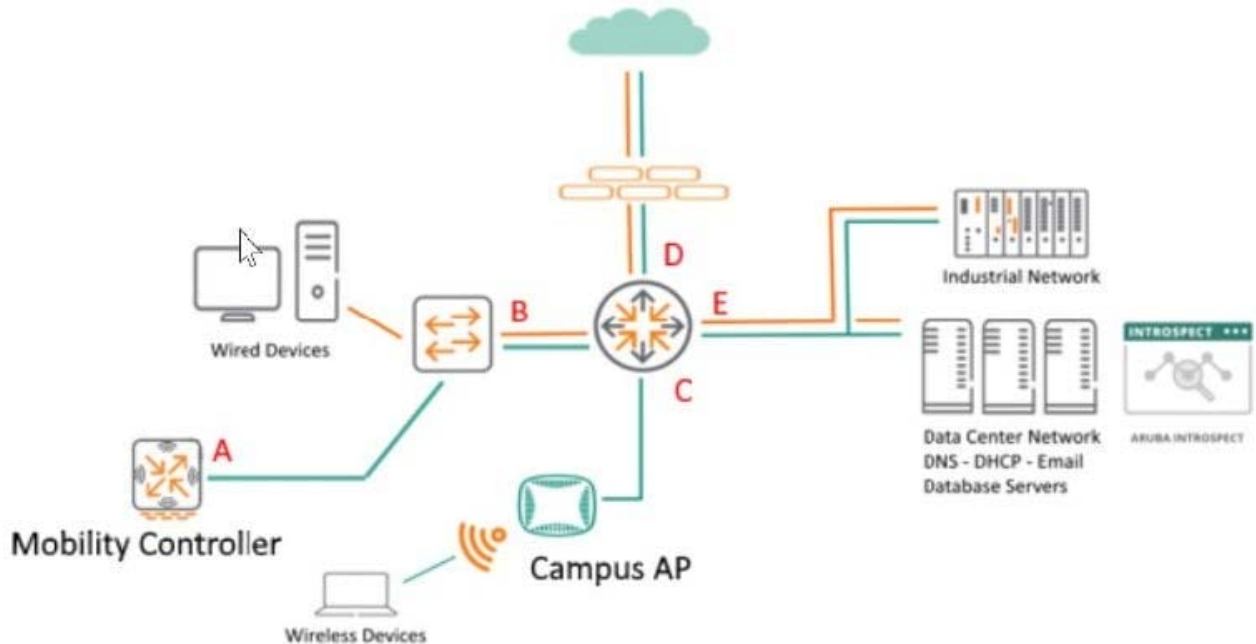 D
E
Industrial Network
B
Wired Devices
C
INTROSPECT
A
Data Center Network
DNS - DHCP - Email
Database Servers
ARUBA INTROSPECT
Mobility Controller
Campus AP
Wireless Devices